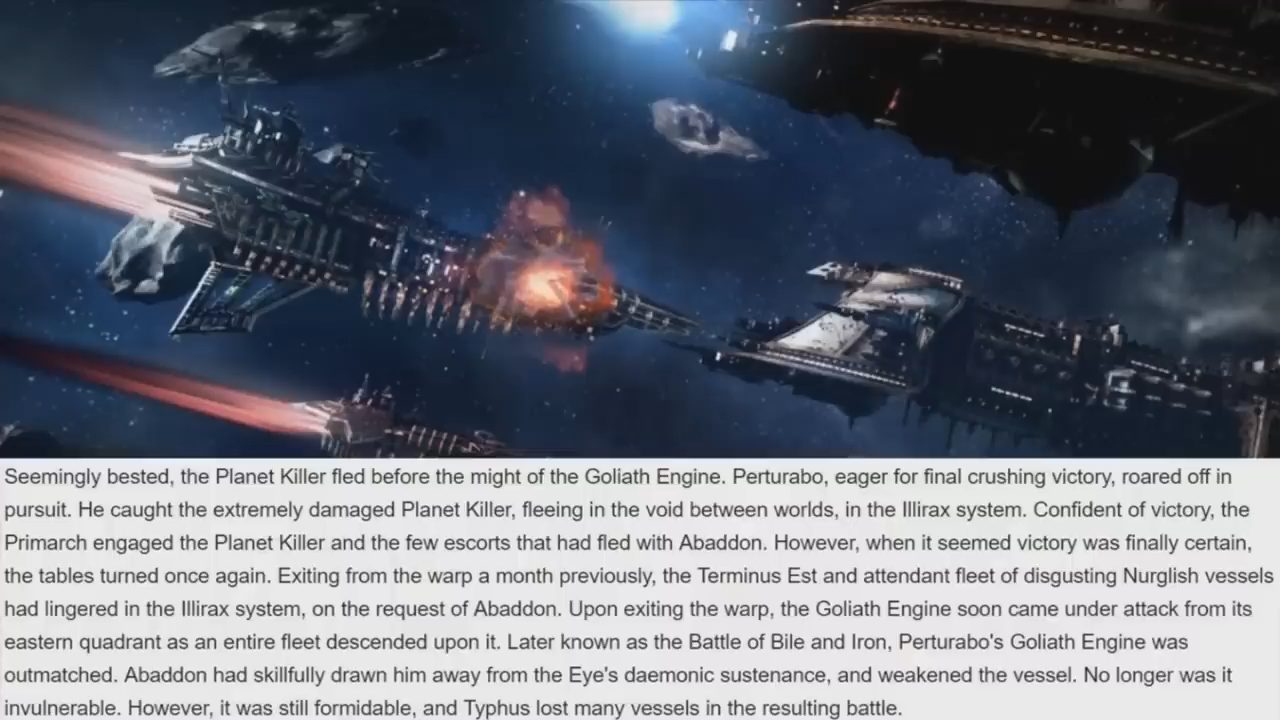 Seemingly bested, the Planet Killer fled before the might of the Goliath Engine. Perturabo, eager for final crushing victory, roared off in
pursuit. He caught the extremely damaged Planet Killer, fleeing in the void between worlds, in the Illirax system. Confident of victory, the
Primarch engaged the Planet Killer and the few escorts that had fled with Abaddon. However, when it seemed victory was finally certain,
the tables turned once again. Exiting from the warp a month previously, the Terminus Est and attendant fleet of disgusting Nurglish vessels
had lingered in the Illirax system, on the request of Abaddon. Upon exiting the warp, the Goliath Engine soon came under attack from its
eastern quadrant as an entire fleet descended upon it. Later known as the Battle of Bile and Iron, Perturabo's Goliath Engine was
outmatched. Abaddon had skillfully drawn him away from the Eye's daemonic sustenance, and weakened the vessel. No longer was it
invulnerable. However, it was still formidable, and Typhus lost many vessels in the resulting battle.